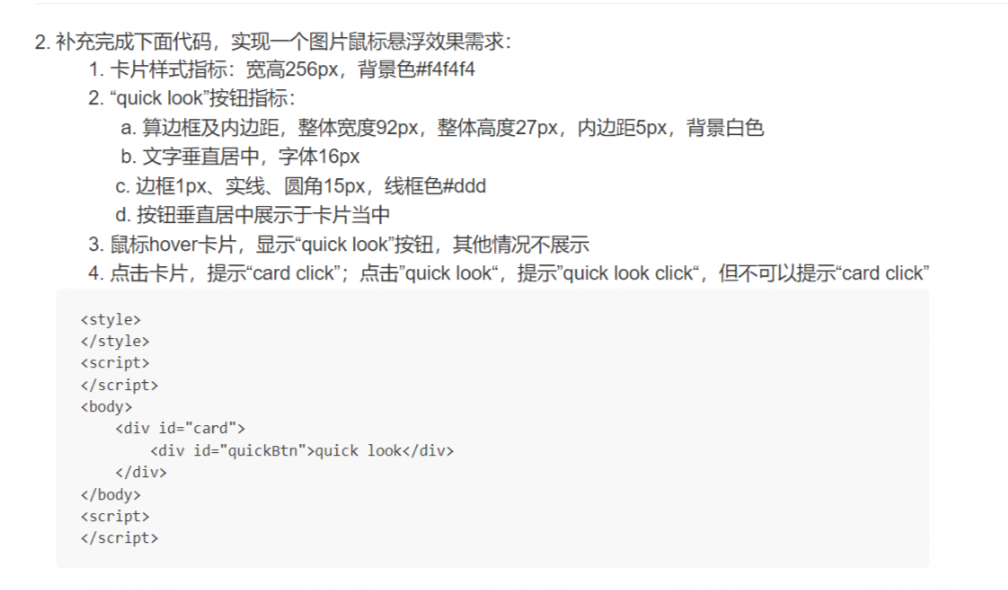 2. 补充完成下面代码，实现一个图片鼠标悬浮效果需求：
1. 卡片样式指标：宽高256px，背景色#f4f4f4
2. “quick look”按钮指标：
a. 算边框及内边距，整体宽度92px，整体高度27px，内边距5px，背景白色
b. 文字垂直居中，字体16px
c. 边框1px、实线、圆角15px，线框色#ddd
d. 按钮垂直居中展示于卡片当中
3. 鼠标hover卡片，显示“quick look”按钮，其他情况不展示
4. 点击卡片，提示“card click”；点击”quick look“，提示”quick look click“，但不可以提示“card click”
<style>
</style>
<script>
</script>
<body>
<div id="card">
<div id="quickBtn">quick look</div>
</div>
</body>
<script>
</script>